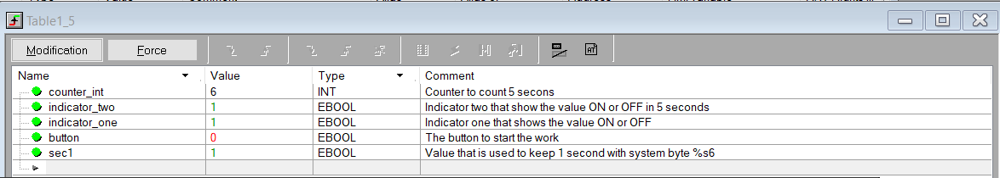 Table1_5
Modification Force
Name Value Type Comment
counter_int 6 INT Counter to count 5 secons
indicator_two 1 EBOOL Indicator two that show the value ON or OFF in 5 seconds
indicator_one 1 EBOOL Indicator one that shows the value ON or OFF
button 0 EBOOL The button to start the work
sec1 1 EBOOL Value that is used to keep 1 second with system byte %s6